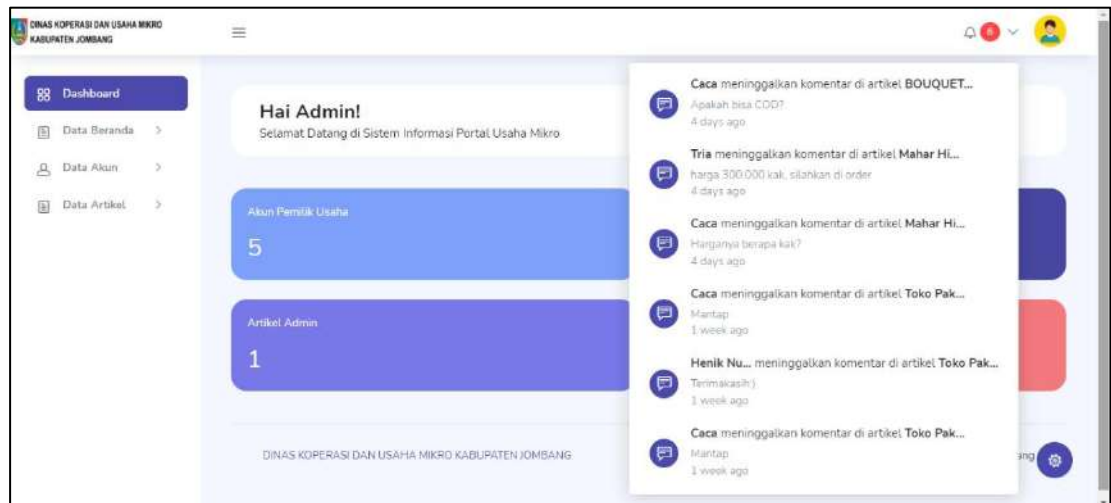 DINAS KOPERASI DAN USAHA MIKRO
KABUPATEN JOMBANG
6
Dashboard
Data Beranda
Data Akun
Data Artikel
Hai Admin!
Selamat Datang di Sistem Informasi Portal Usaha Mikro
Akun Pemilik Usaha
5
Artikel Admin
1
Caca meninggalkan komentar di artikel BOUQUET...
Apakah bisa COD?
4 days ago
Tria meninggalkan komentar di artikel Mahar Hi...
harga 300.000 kak, silahkan di order
4 days ago
Caca meninggalkan komentar di artikel Mahar Hi...
Harganya berapa kak?
4 days ago
Caca meninggalkan komentar di artikel Toko Pak...
Mantap
1 week ago
Henik Nu... meninggalkan komentar di artikel Toko Pak...
Terimakasih:)
1 week ago
Caca meninggalkan komentar di artikel Toko Pak...
Mantap
1 week ago
DINAS KOPERASI DAN USAHA MIKRO KABUPATEN JOMBANG
ang